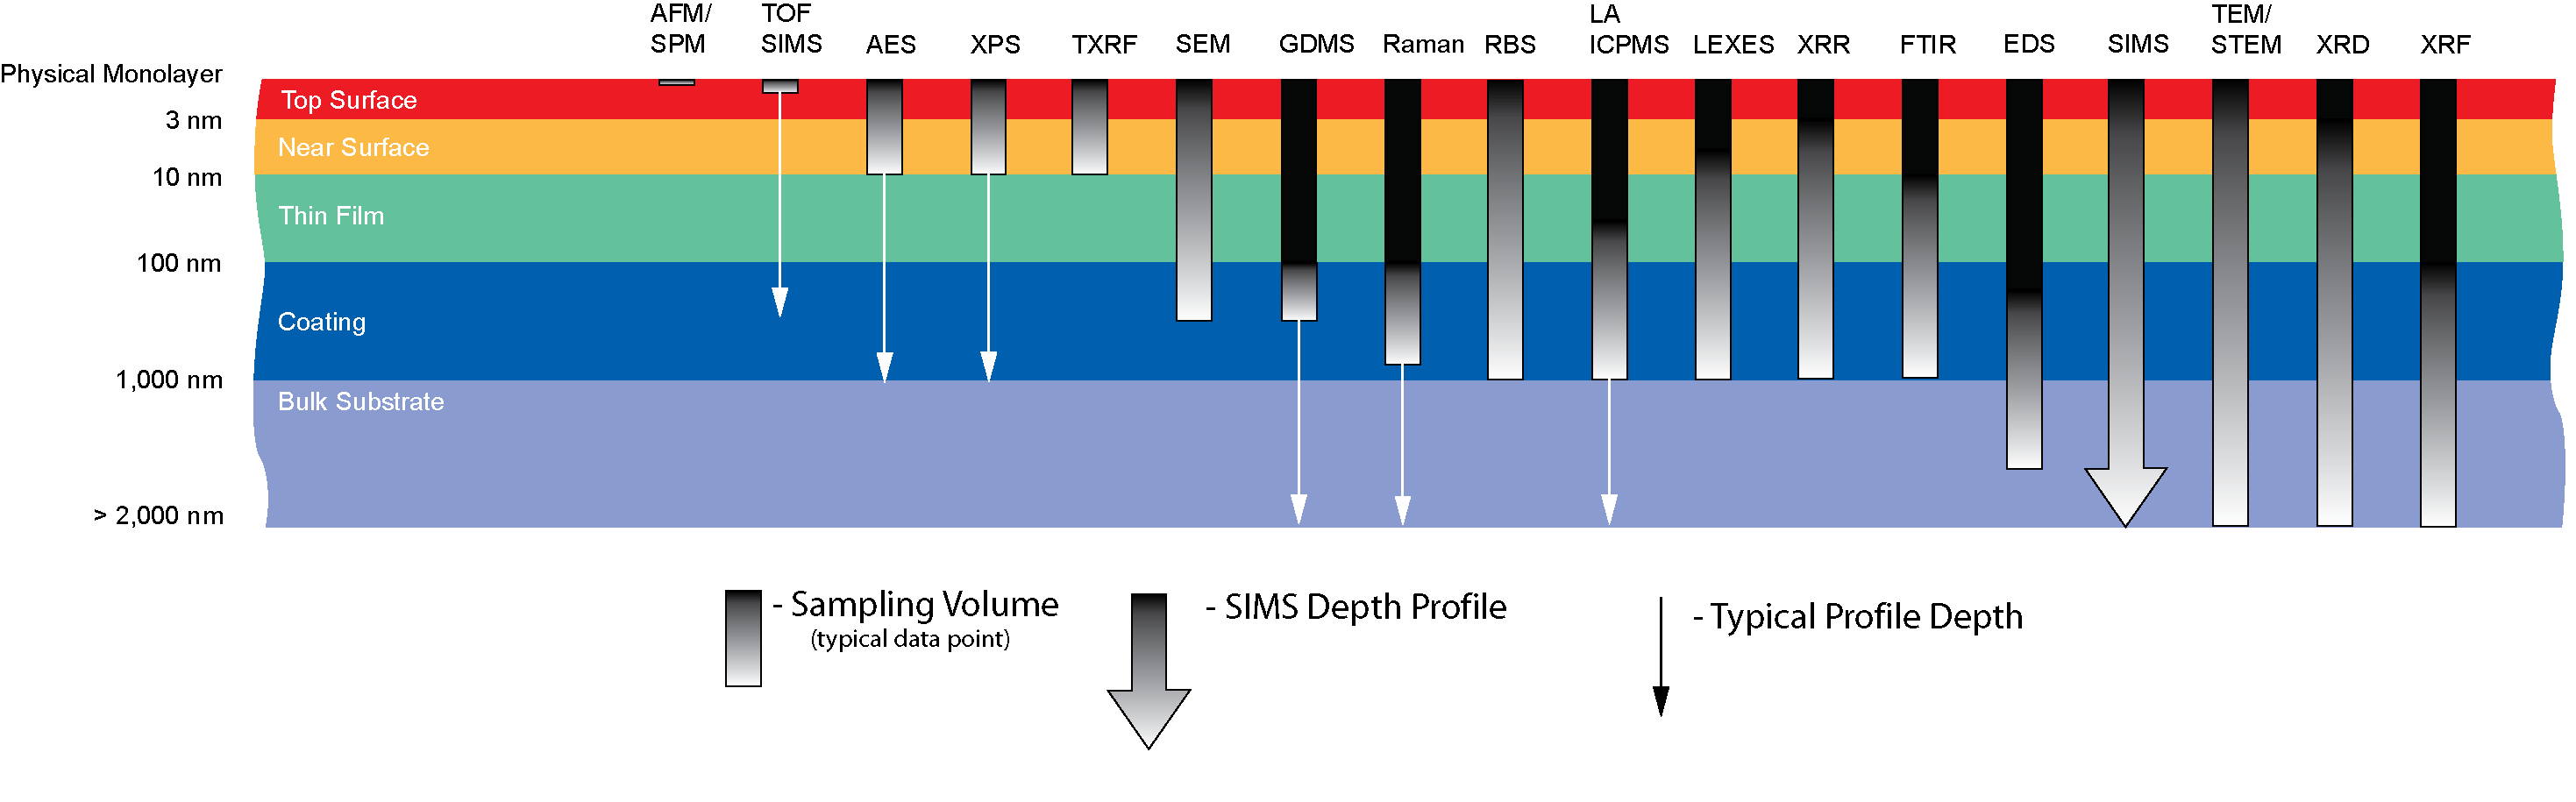 AFM/
SPM
TOF
SIMS
AES
XPS
TXRF
SEM
GDMS
Raman
RBS
LA
ICPMS
LEXES
XRR
FTIR
EDS
SIMS
TEM/
STEM
XRD
XRF
Physical Monolayer
Top Surface
3 nm
Near Surface
10 nm
Thin Film
100 nm
Coating
1,000 nm
Bulk Substrate
> 2,000 nm
- Sampling Volume
(typical data point)
- SIMS Depth Profile
- Typical Profile Depth